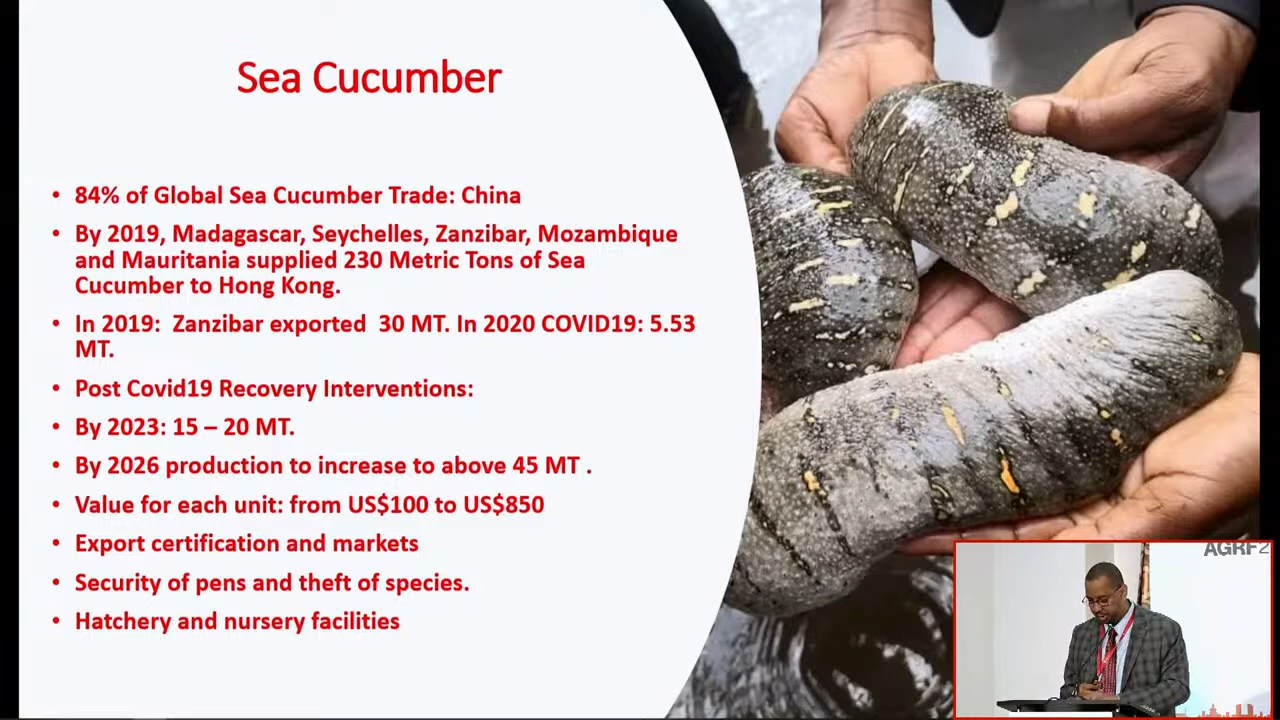 Sea Cucumber
• 84% of Global Sea Cucumber Trade: China
• By 2019, Madagascar, Seychelles, Zanzibar, Mozambique
and Mauritania supplied 230 Metric Tons of Sea
Cucumber to Hong Kong.
• In 2019:  Zanzibar exported  30 MT. In 2020 COVID19: 5.53
MT.
• Post Covid19 Recovery Interventions:
• By 2023: 15 – 20 MT.
• By 2026 production to increase to above 45 MT .
• Value for each unit: from US$100 to US$850
• Export certification and markets
• Security of pens and theft of species.
• Hatchery and nursery facilities
AGRF2